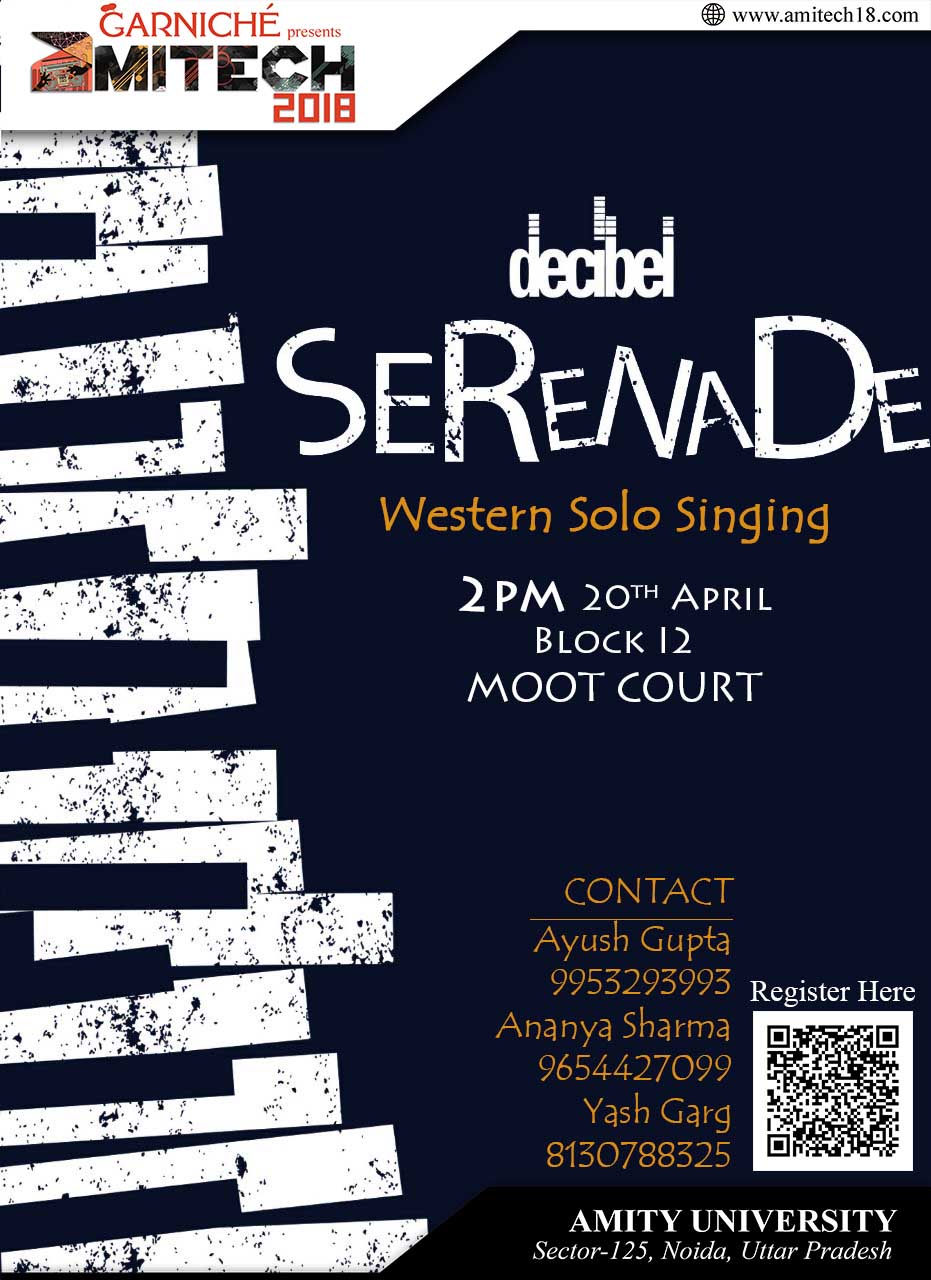 GARNICHÉ presents
AMITECH
2018
www.amitech18.com
decibel
SERENADE
Western Solo Singing
2PM 20TH APRIL
BLOCK 12
MOOT COURT
CONTACT
Ayush Gupta
9953293993
Ananya Sharma
9654427099
Yash Garg
8130788325
Register Here
AMITY UNIVERSITY
Sector-125, Noida, Uttar Pradesh